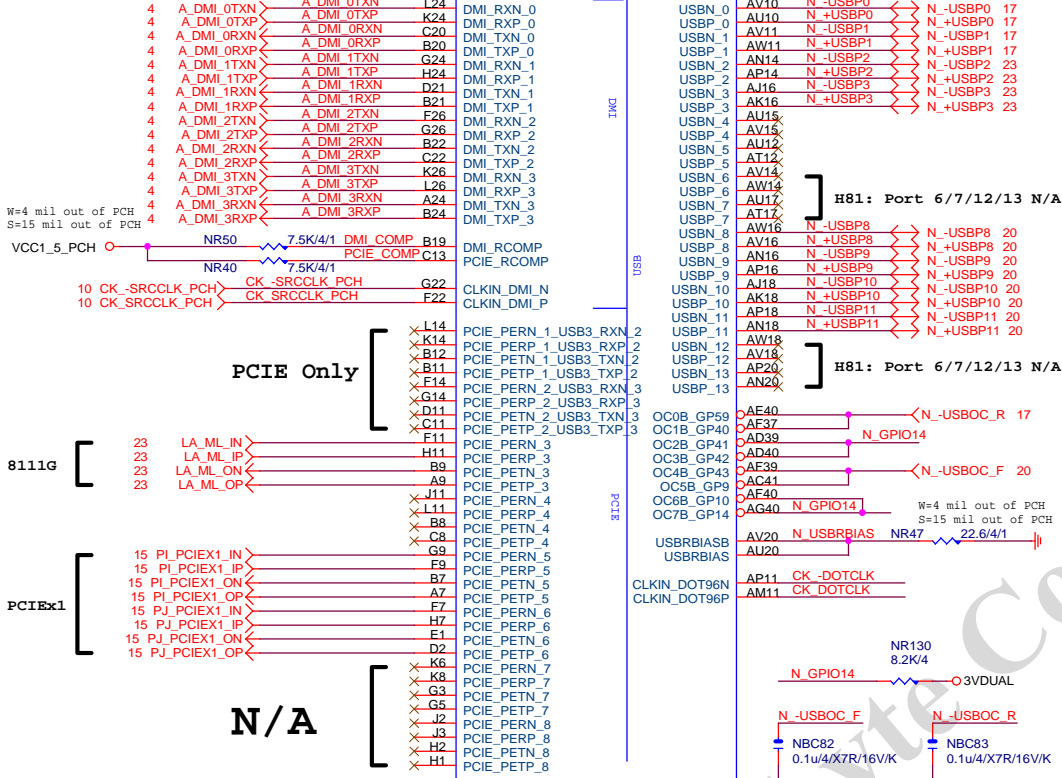 4 A_DMI_0TXN A_DMI_0TXN L24 DMI_RXN_0 USBN_0 AV10 N_-USBP0 N_-USBP0 17
4 A_DMI_0TXP A_DMI_0TXP K24 DMI_RXP_0 USBP_0 AU10 N_+USBP0 N_+USBP0 17
4 A_DMI_0RXN A_DMI_0RXN C20 DMI_TXN_0 USBN_1 AV11 N_-USBP1 N_-USBP1 17
4 A_DMI_0RXP A_DMI_0RXP B20 DMI_TXP_0 USBP_1 AW11 N_+USBP1 N_+USBP1 17
4 A_DMI_1TXN A_DMI_1TXN G24 DMI_RXN_1 USBN_2 AN14 N_-USBP2 N_-USBP2 23
4 A_DMI_1TXP A_DMI_1TXP H24 DMI_RXP_1 USBP_2 AP14 N_+USBP2 N_+USBP2 23
4 A_DMI_1RXN A_DMI_1RXN D21 DMI_TXN_1 USBN_3 AJ16 N_-USBP3 N_-USBP3 23
4 A_DMI_1RXP A_DMI_1RXP B21 DMI_TXP_1 USBP_3 AK16 N_+USBP3 N_+USBP3 23
DMI
4 A_DMI_2TXN A_DMI_2TXN F26 DMI_RXN_2 USBN_4 AU15
4 A_DMI_2TXP A_DMI_2TXP G26 DMI_RXP_2 USBP_4 AV15
4 A_DMI_2RXN A_DMI_2RXN B22 DMI_TXN_2 USBN_5 AU12
4 A_DMI_2RXP A_DMI_2RXP C22 DMI_TXP_2 USBP_5 AT12
4 A_DMI_3TXN A_DMI_3TXN K26 DMI_RXN_3 USBN_6 AV14
4 A_DMI_3TXP A_DMI_3TXP L26 DMI_RXP_3 USBP_6 AW14
4 A_DMI_3RXN A_DMI_3RXN A24 DMI_TXN_3 USBN_7 AU17 H81: Port 6/7/12/13 N/A
4 A_DMI_3RXP A_DMI_3RXP B24 DMI_TXP_3 USBP_7 AT17
W=4 mil out of PCH
S=15 mil out of PCH
USBN_8 AW16 N_-USBP8 N_-USBP8 20
VCC1_5_PCH NR50 7.5K/4/1 DMI_COMP B19 DMI_RCOMP USBP_8 AV16 N_+USBP8 N_+USBP8 20
NR40 7.5K/4/1 PCIE_COMP C13 PCIE_RCOMP USBN_9 AN16 N_-USBP9 N_-USBP9 20
USB
USBP_9 AP16 N_+USBP9 N_+USBP9 20
10 CK_-SRCCLK_PCH CK_-SRCCLK_PCH G22 CLKIN_DMI_N USBN_10 AJ18 N_-USBP10 N_-USBP10 20
10 CK_SRCCLK_PCH CK_SRCCLK_PCH F22 CLKIN_DMI_P USBP_10 AK18 N_+USBP10 N_+USBP10 20
USBN_11 AP18 N_-USBP11 N_-USBP11 20
L14 PCIE_PERN_1_USB3_RXN_2 USBP_11 AN18 N_+USBP11 N_+USBP11 20
K14 PCIE_PERP_1_USB3_RXP_2 USBN_12 AW18
B12 PCIE_PETN_1_USB3_TXN_2 USBP_12 AV18
PCIE Only B11 PCIE_PETP_1_USB3_TXP_2 USBN_13 AP20 H81: Port 6/7/12/13 N/A
F14 PCIE_PERN_2_USB3_RXN_3 USBP_13 AN20
G14 PCIE_PERP_2_USB3_RXP_3
D11 PCIE_PETN_2_USB3_TXN_3 OC0B_GP59 AE40 N_-USBOC_R 17
C11 PCIE_PETP_2_USB3_TXP_3 OC1B_GP40 AF37
23 LA_ML_IN F11 PCIE_PERN_3 OC2B_GP41 AD39 N_GPIO14
23 LA_ML_IP H11 PCIE_PERP_3 OC3B_GP42 AD40
8111G
23 LA_ML_ON B9 PCIE_PETN_3 OC4B_GP43 AF39 N_-USBOC_F 20
23 LA_ML_OP A9 PCIE_PETP_3 OC5B_GP9 AC41
J11 PCIE_PERN_4 OC6B_GP10 AF40
L11 PCIE_PERP_4 OC7B_GP14 AG40 N_GPIO14
PCIE
W=4 mil out of PCH
S=15 mil out of PCH
B8 PCIE_PETN_4
C8 PCIE_PETP_4 USBRBIASB AV20 N_USBRBIAS NR47 22.6/4/1
15 PI_PCIEX1_IN G9 PCIE_PERN_5 USBRBIAS AU20
15 PI_PCIEX1_IP F9 PCIE_PERP_5
15 PI_PCIEX1_ON B7 PCIE_PETN_5 CLKIN_DOT96N AP11 CK_-DOTCLK
15 PI_PCIEX1_OP A7 PCIE_PETP_5 CLKIN_DOT96P AM11 CK_DOTCLK
PCIEx1
15 PJ_PCIEX1_IN F7 PCIE_PERN_6
15 PJ_PCIEX1_IP H7 PCIE_PERP_6
15 PJ_PCIEX1_ON E1 PCIE_PETN_6
15 PJ_PCIEX1_OP D2 PCIE_PETP_6
NR130
8.2K/4
K6 PCIE_PERN_7
K8 PCIE_PERP_7 N_GPIO14 3VDUAL
G3 PCIE_PETN_7
G5 PCIE_PETP_7
N/A
J2 PCIE_PERN_8 N_-USBOC_F N_-USBOC_R
J3 PCIE_PERP_8
H2 PCIE_PETN_8 NBC82 NBC83
H1 PCIE_PETP_8 0.1u/4/X7R/16V/K 0.1u/4/X7R/16V/K